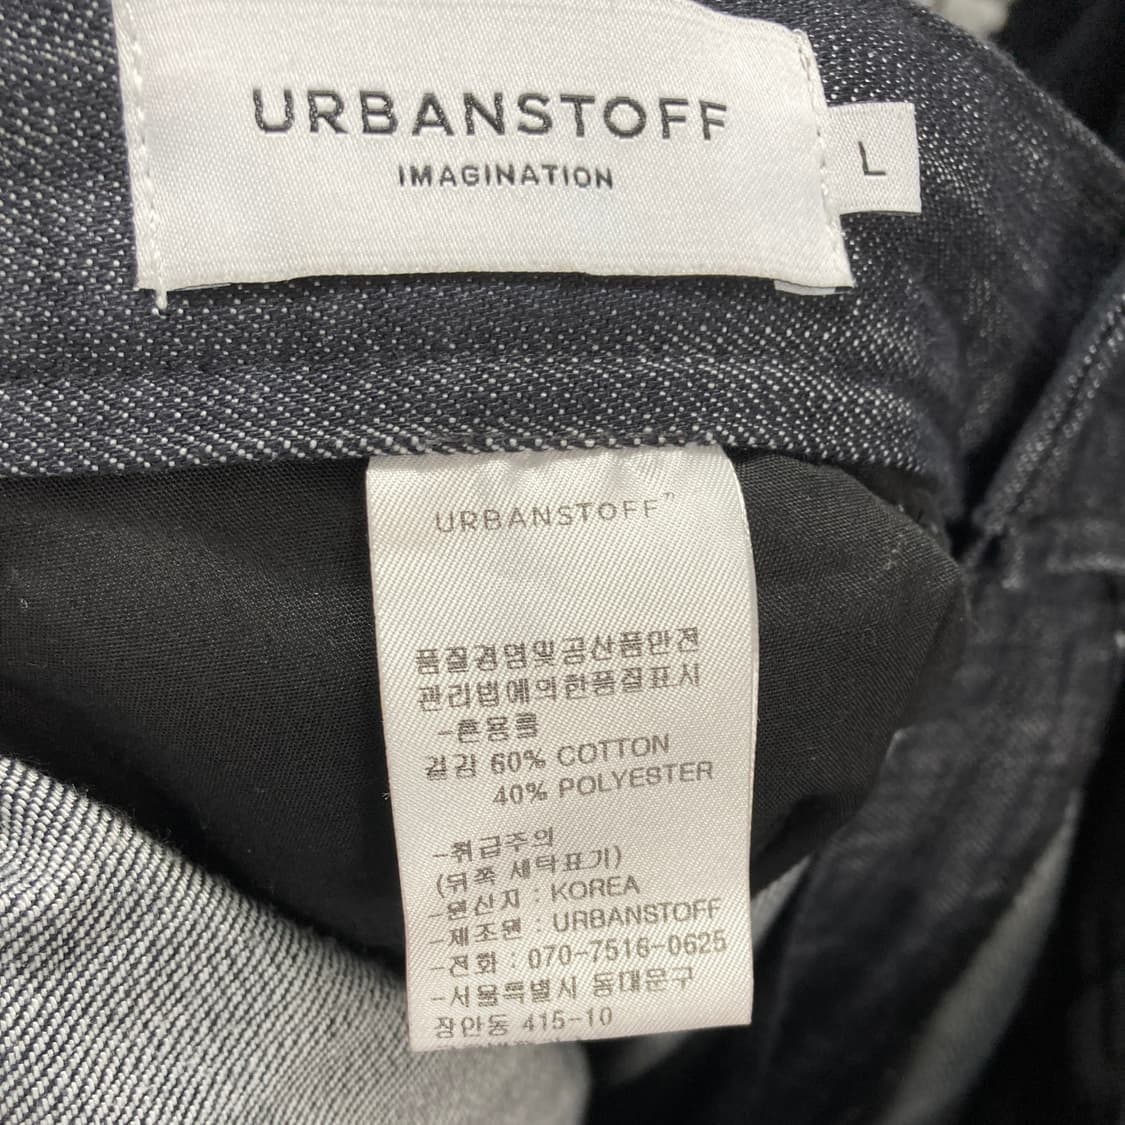 URBANSTOFF
IMAGINATION
L
URBANSTOFF"
품질경영및공산품안전
관리법에의한품질표시
-혼용률
겉감 60% COTTON
40% POLYESTER
-취급주의
(뒤쪽 세탁표기)
-원산지 : KOREA
-제조원 : URBANSTOFF
-전화 : 070-7516-0625
-서울특별시 동대문구
장안동 415-10